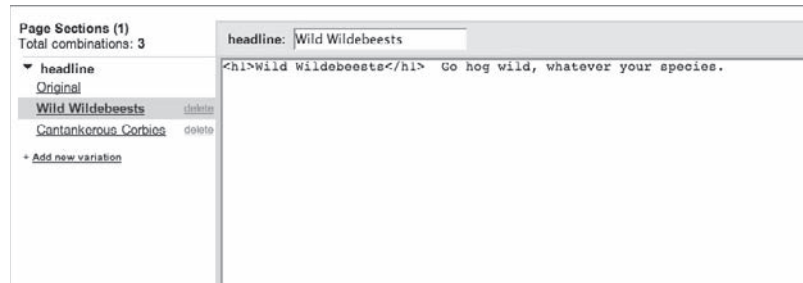 Page Sections (1)
Total combinations: 3
▼ headline
Original
Wild Wildebeests delete
Cantankerous Corbies delete
+ Add new variation
headline: Wild Wildebeests
<h1>Wild Wildebeests</h1> Go hog wild, whatever your species.